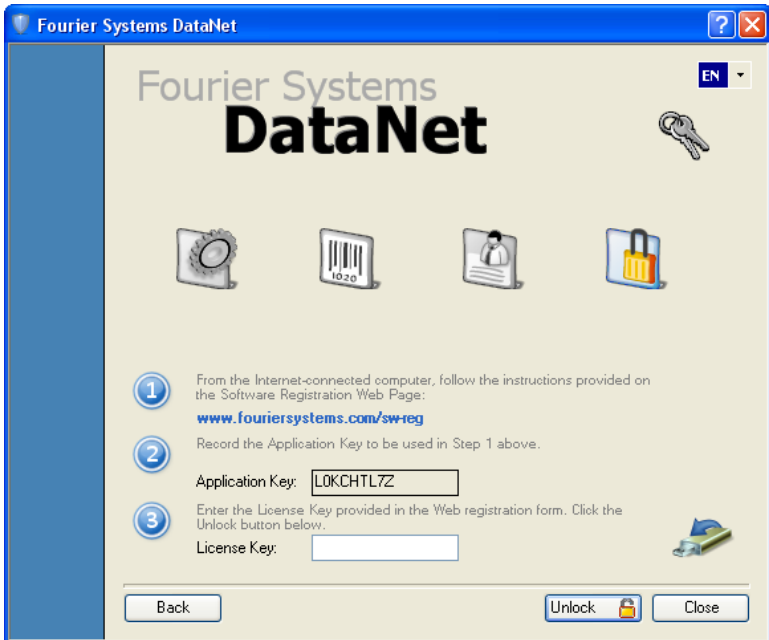 Fourier Systems DataNet
EN
Fourier Systems
DataNet
1020
1
From the Internet-connected computer, follow the instructions provided on
the Software Registration Web Page:
www.fouriersystems.com/sw-reg
2
Record the Application Key to be used in Step 1 above.
Application Key: L0KCHTL7Z
3
Enter the License Key provided in the Web registration form. Click the
Unlock button below.
License Key:
Back
Unlock
Close